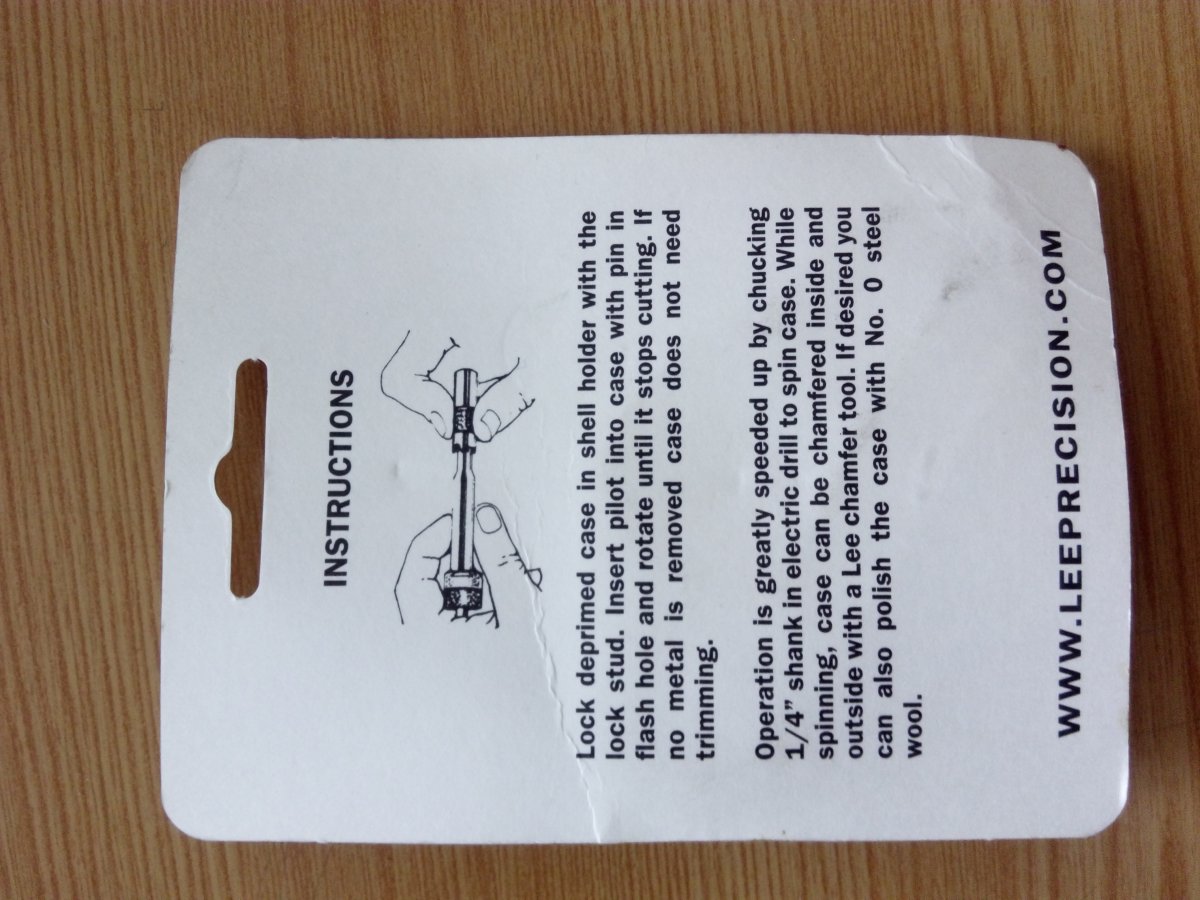 INSTRUCTIONS
Lock deprimed case in shell holder with the
lock stud. Insert pilot into case with pin in
flash hole and rotate until it stops cutting. If
no metal is removed case does not need
trimming.
Operation is greatly speeded up by chucking
1/4” shank in electric drill to spin case. While
spinning, case can be chamfered inside and
outside with a Lee chamfer tool. If desired you
can also polish the case with No. 0 steel
wool.
WWW.LEEPRECISION.COM